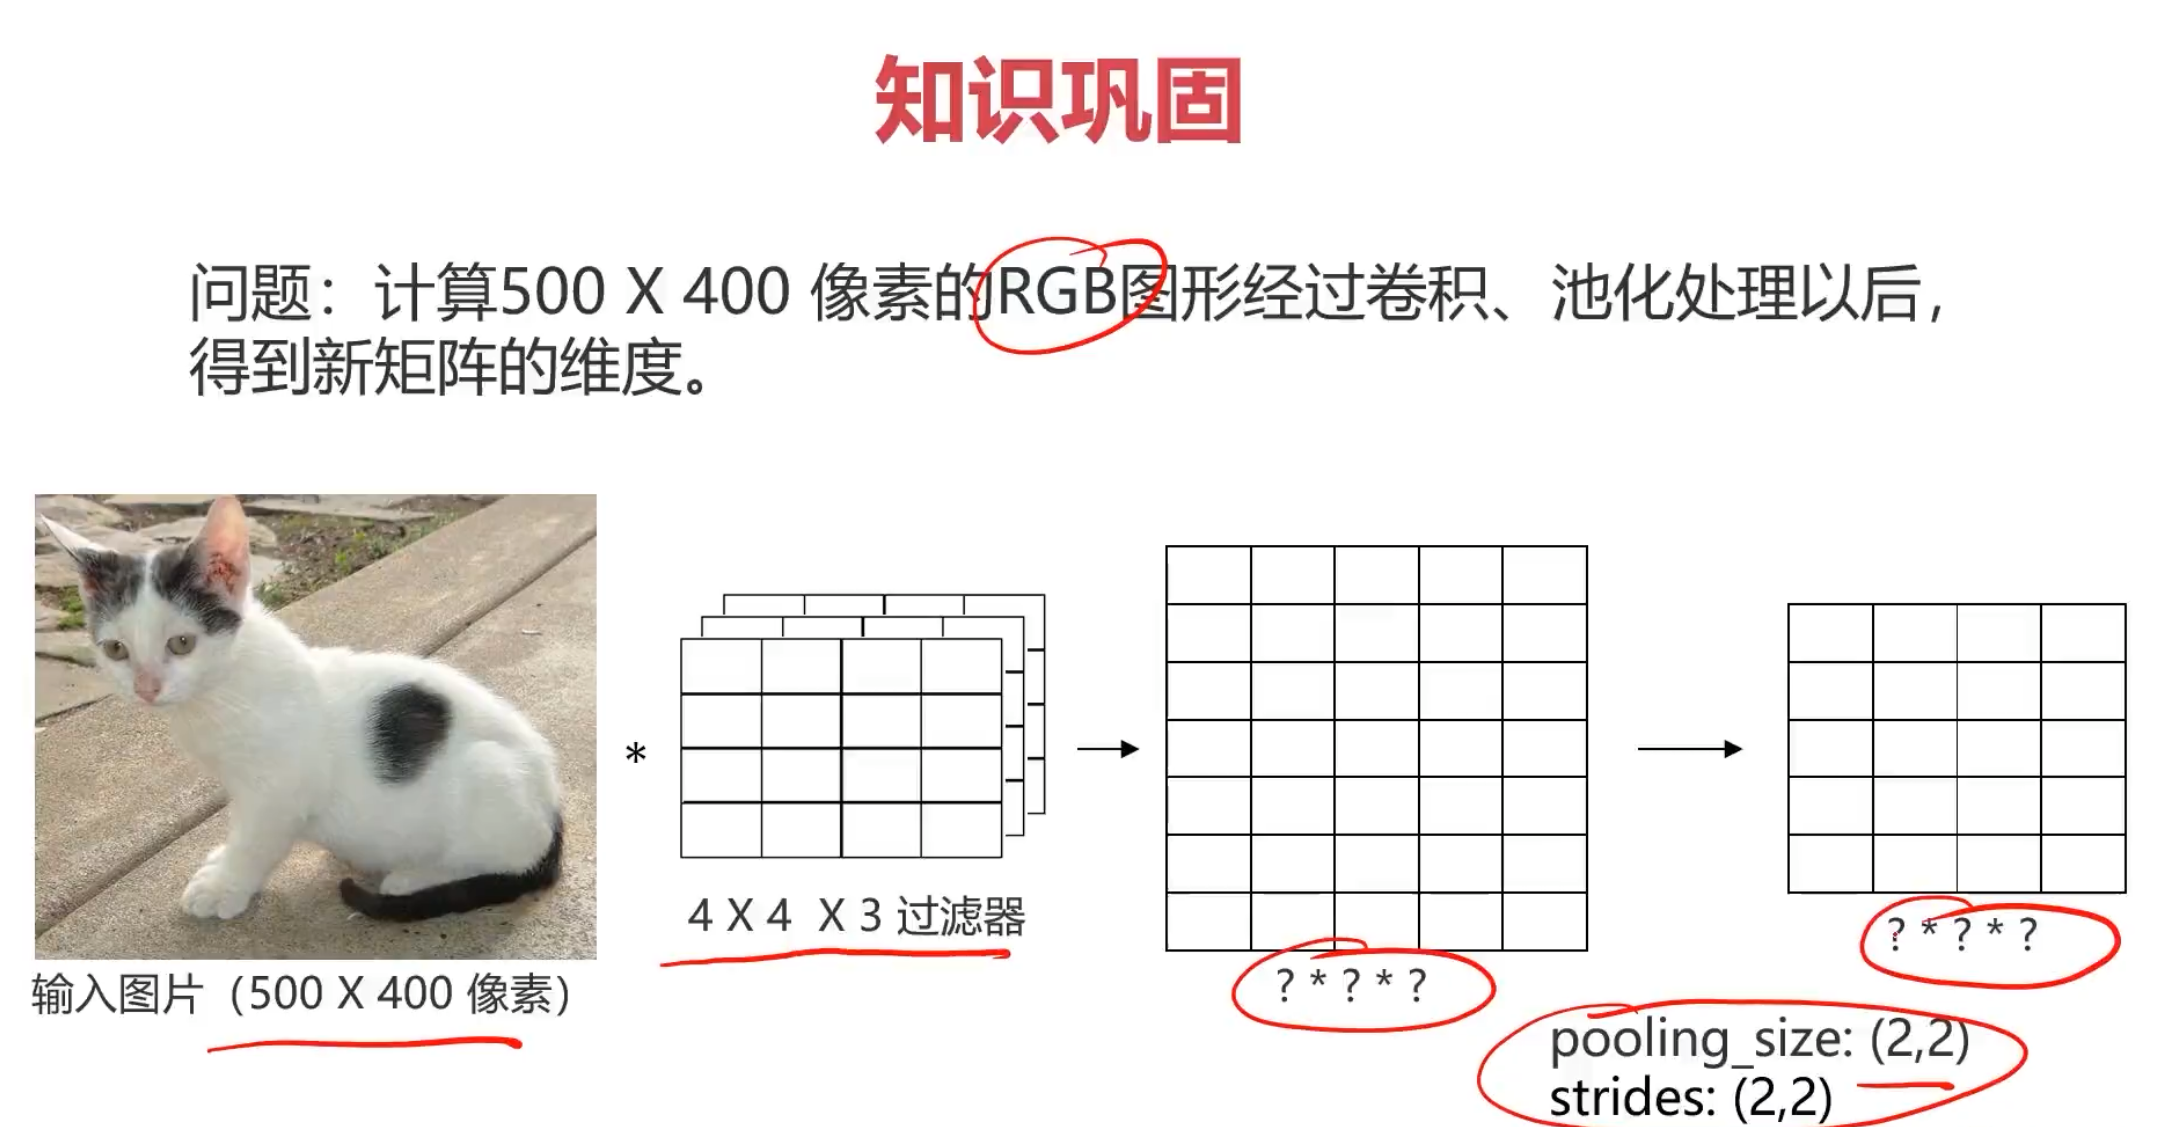 知识巩固
问题：计算500 X 400 像素的RGB图形经过卷积、池化处理以后，
得到新矩阵的维度。
*
4 X 4 X 3 过滤器
输入图片（500 X 400 像素）
? * ? * ?
? * ? * ?
pooling_size: (2,2)
strides: (2,2)